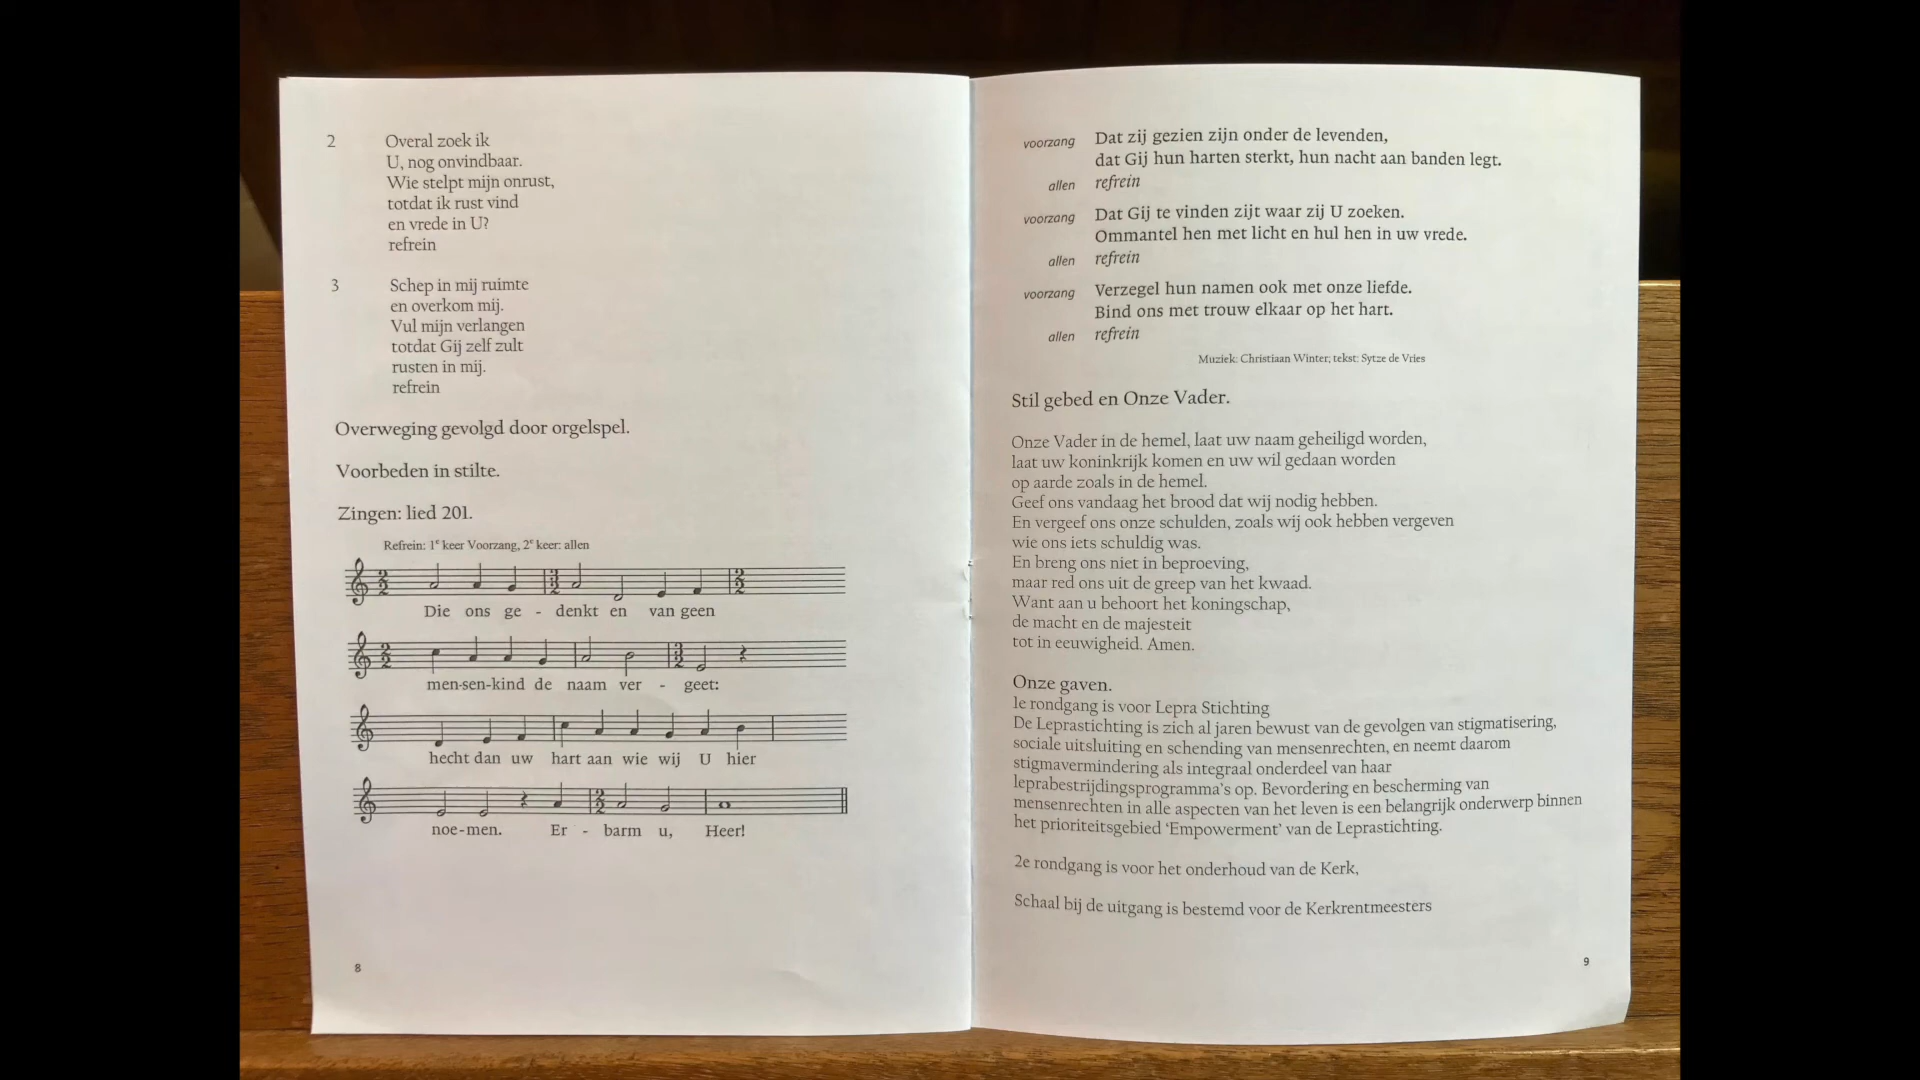 2 Overal zoek ik
U, nog onvindbaar.
Wie stelpt mijn onrust,
totdat ik rust vind
en vrede in U?
refrein
3 Schep in mij ruimte
en overkom mij.
Vul mijn verlangen
totdat Gij zelf zult
rusten in mij.
refrein
Overweging gevolgd door orgelspel.
Voorbeden in stilte.
Zingen: lied 201.
Refrein: 1e keer Voorzang, 2e keer: allen
2 2 3 2 2 2
Die ons ge - denkt en van geen
2 2 3 2
men-sen-kind de naam ver - geet:
hecht dan uw hart aan wie wij U hier
2 2
noe-men. Er - barm u, Heer!
8
voorzang Dat zij gezien zijn onder de levenden,
dat Gij hun harten sterkt, hun nacht aan banden legt.
allen refrein
voorzang Dat Gij te vinden zijt waar zij U zoeken.
Ommantel hen met licht en hul hen in uw vrede.
allen refrein
voorzang Verzegel hun namen ook met onze liefde.
Bind ons met trouw elkaar op het hart.
allen refrein
Muziek: Christiaan Winter; tekst: Sytze de Vries
Stil gebed en Onze Vader.
Onze Vader in de hemel, laat uw naam geheiligd worden,
laat uw koninkrijk komen en uw wil gedaan worden
op aarde zoals in de hemel.
Geef ons vandaag het brood dat wij nodig hebben.
En vergeef ons onze schulden, zoals wij ook hebben vergeven
wie ons iets schuldig was.
En breng ons niet in beproeving,
maar red ons uit de greep van het kwaad.
Want aan u behoort het koningschap,
de macht en de majesteit
tot in eeuwigheid. Amen.
Onze gaven.
1e rondgang is voor Lepra Stichting
De Leprastichting is zich al jaren bewust van de gevolgen van stigmatisering,
sociale uitsluiting en schending van mensenrechten, en neemt daarom
stigmavermindering als integraal onderdeel van haar
leprabestrijdingsprogramma's op. Bevordering en bescherming van
mensenrechten in alle aspecten van het leven is een belangrijk onderwerp binnen
het prioriteitsgebied 'Empowerment' van de Leprastichting.
2e rondgang is voor het onderhoud van de Kerk,
Schaal bij de uitgang is bestemd voor de Kerkrentmeesters
9